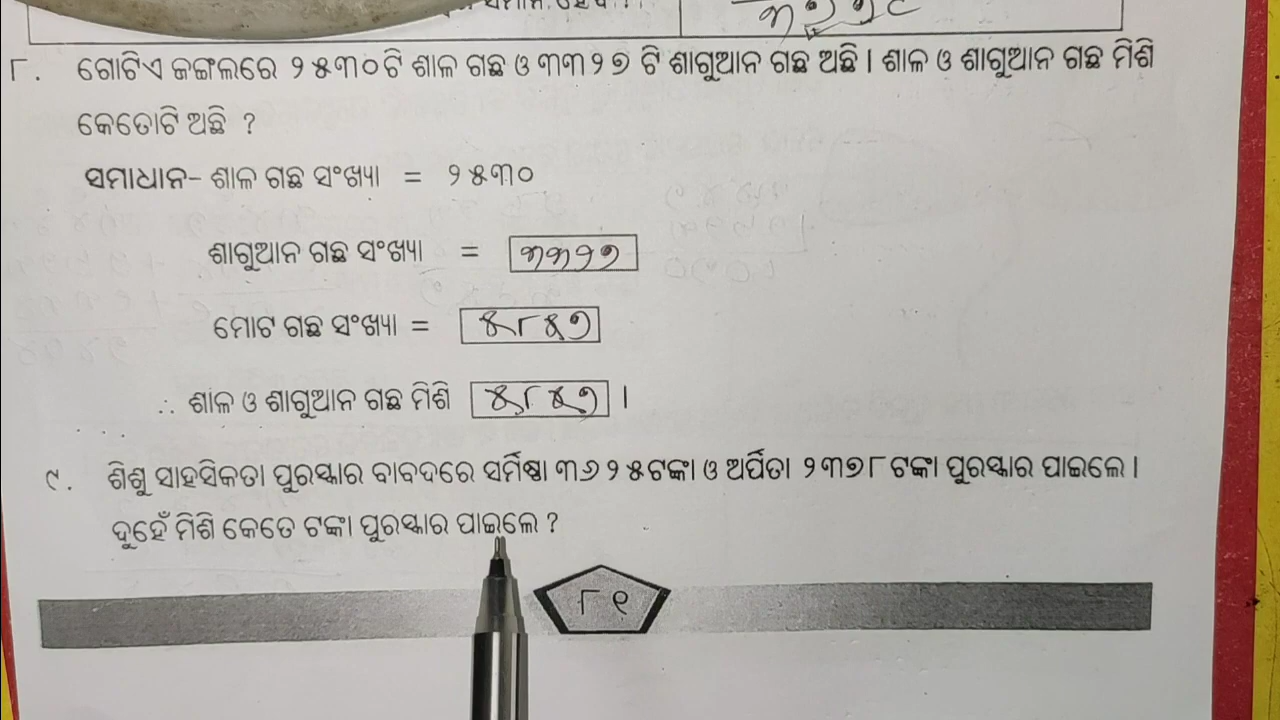 ୮. ଗୋଟିଏ ଜଙ୍ଗଲରେ ୨୫୩୦ଟି ଶାଳ ଗଛ ଓ ୩୩୨୭ ଟି ଶାଗୁଆନ ଗଛ ଅଛି । ଶାଳ ଓ ଶାଗୁଆନ ଗଛ ମିଶି
କେତୋଟି ଅଛି ?
ସମାଧାନ- ଶାଳ ଗଛ ସଂଖ୍ୟା = ୨୫୩୦
ଶାଗୁଆନ ଗଛ ସଂଖ୍ୟା = ୩୩୨୭
ମୋଟ ଗଛ ସଂଖ୍ୟା = ୫୮୫୭
∴ ଶାଳ ଓ ଶାଗୁଆନ ଗଛ ମିଶି ୫୮୫୭ ।
୯. ଶିଶୁ ସାହସିକତା ପୁରସ୍କାର ବାବଦରେ ସର୍ମିଷ୍ଠା ୩୬୨୫ଟଙ୍କା ଓ ଅର୍ପିତା ୨୩୭୮ ଟଙ୍କା ପୁରସ୍କାର ପାଇଲେ ।
ଦୁହେଁ ମିଶି କେତେ ଟଙ୍କା ପୁରସ୍କାର ପାଇଲେ ?
୮୧